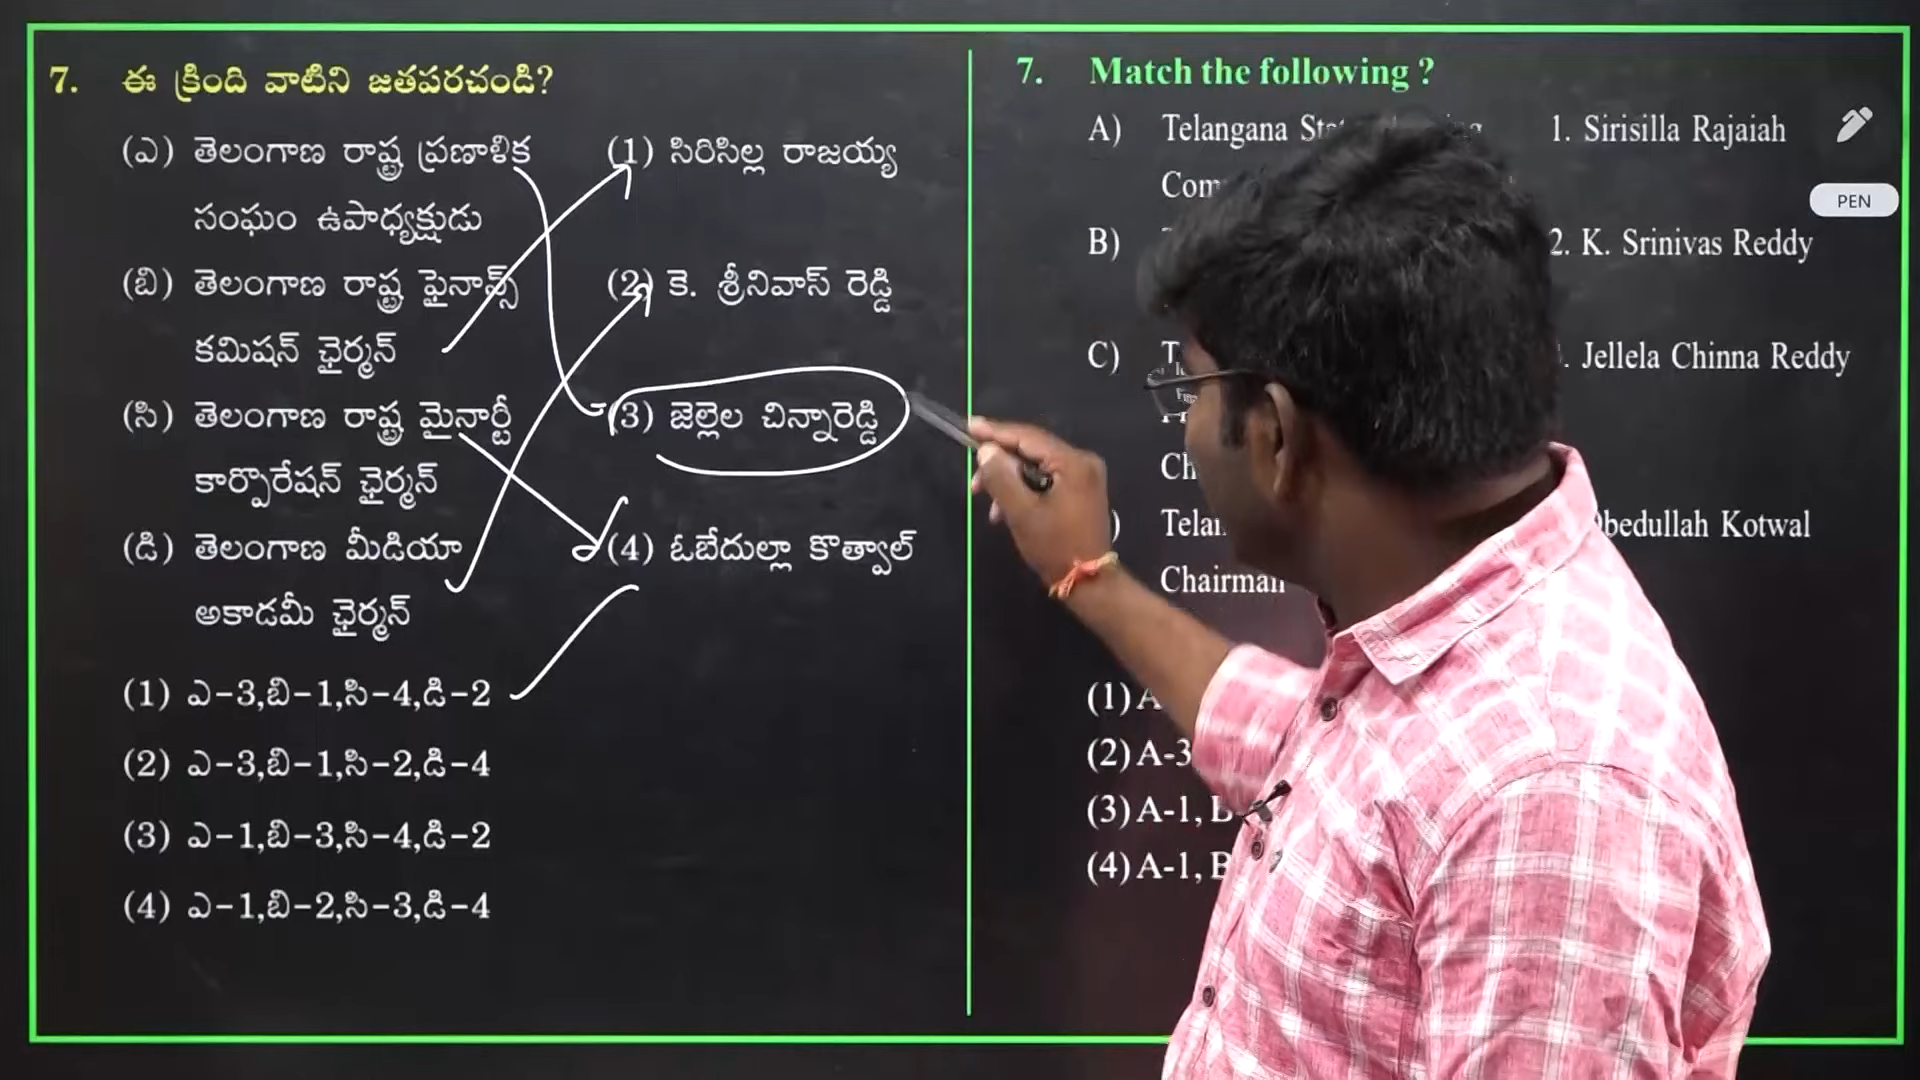 7. ఈ క్రింది వాటిని జతపరచండి?
(ఎ) తెలంగాణ రాష్ట్ర ప్రణాళిక (1) సిరిసిల్ల రాజయ్య
సంఘం ఉపాధ్యక్షుడు
(బి) తెలంగాణ రాష్ట్ర ఫైనాన్స్ (2) కె. శ్రీనివాస్ రెడ్డి
కమిషన్ ఛైర్మన్
(సి) తెలంగాణ రాష్ట్ర మైనార్టీ (3) జెల్లెల చిన్నారెడ్డి
కార్పొరేషన్ ఛైర్మన్
(డి) తెలంగాణ మీడియా (4) ఓబేదుల్లా కొత్వాల్
అకాడమీ ఛైర్మన్
(1) ఎ-3,బి-1,సి-4,డి-2
(2) ఎ-3,బి-1,సి-2,డి-4
(3) ఎ-1,బి-3,సి-4,డి-2
(4) ఎ-1,బి-2,సి-3,డి-4
7. Match the following ?
A) Telangana 1. Sirisilla Rajaiah
B) 2. K. Srinivas Reddy
C) Jellela Chinna Reddy
Kotwal
Chairman
(1) A
(2) A-3
(3) A-1, B
(4) A-1, B
PEN